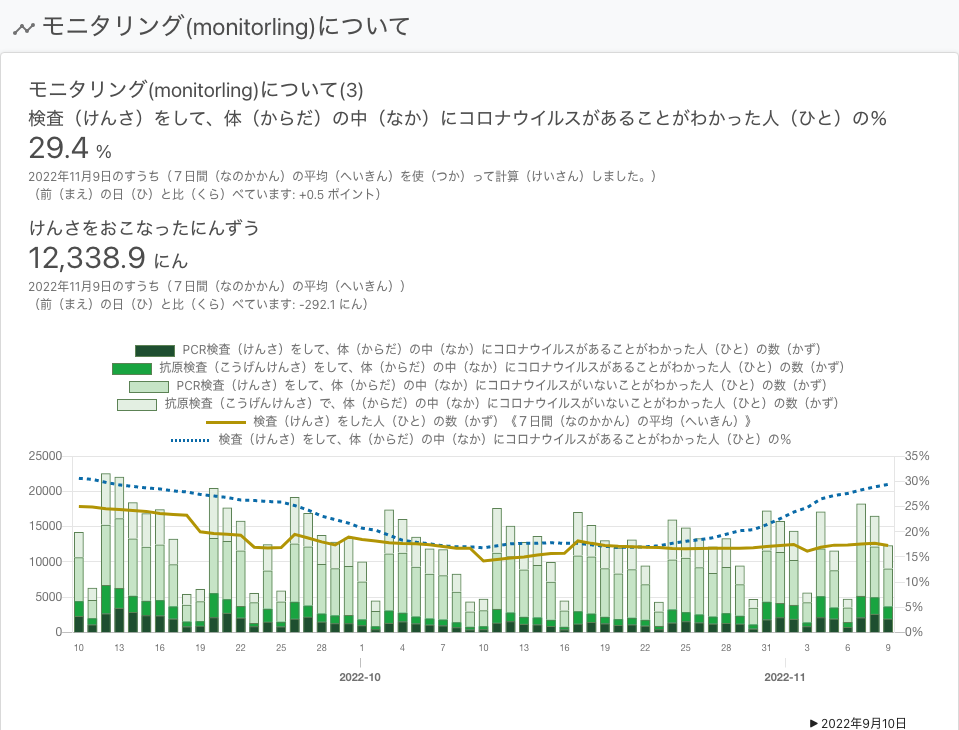 モニタリング(monitorling)について
モニタリング(monitorling)について(3)
検査（けんさ）をして、体（からだ）の中（なか）にコロナウイルスがあることがわかった人（ひと）の%
29.4 %
2022年11月9日のすうち（７日間（なのかかん）の平均（へいきん）を使（つか）って計算（けいさん）しました。）
（前（まえ）の日（ひ）と比（くら）べています: +0.5 ポイント）
けんさをおこなったにんずう
12,338.9 にん
2022年11月9日のすうち（７日間（なのかかん）の平均（へいきん））
（前（まえ）の日（ひ）と比（くら）べています: -292.1 にん）
PCR検査（けんさ）をして、体（からだ）の中（なか）にコロナウイルスがあることがわかった人（ひと）の数（かず）
抗原検査（こうげんけんさ）をして、体（からだ）の中（なか）にコロナウイルスがあることがわかった人（ひと）の数（かず）
PCR検査（けんさ）をして、体（からだ）の中（なか）にコロナウイルスがいないことがわかった人（ひと）の数（かず）
抗原検査（こうげんけんさ）で、体（からだ）の中（なか）にコロナウイルスがいないことがわかった人（ひと）の数（かず）
検査（けんさ）をした人（ひと）の数（かず）《７日間（なのかかん）の平均（へいきん）》
検査（けんさ）をして、体（からだ）の中（なか）にコロナウイルスがあることがわかった人（ひと）の%
25000 35%
20000 30%
25%
15000 20%
10000 15%
10%
5000 5%
0 0%
10 13 16 19 22 25 28 1 4 7 10 13 16 19 22 25 28 31 3 6 9
2022-10 2022-11
▶ 2022年9月10日